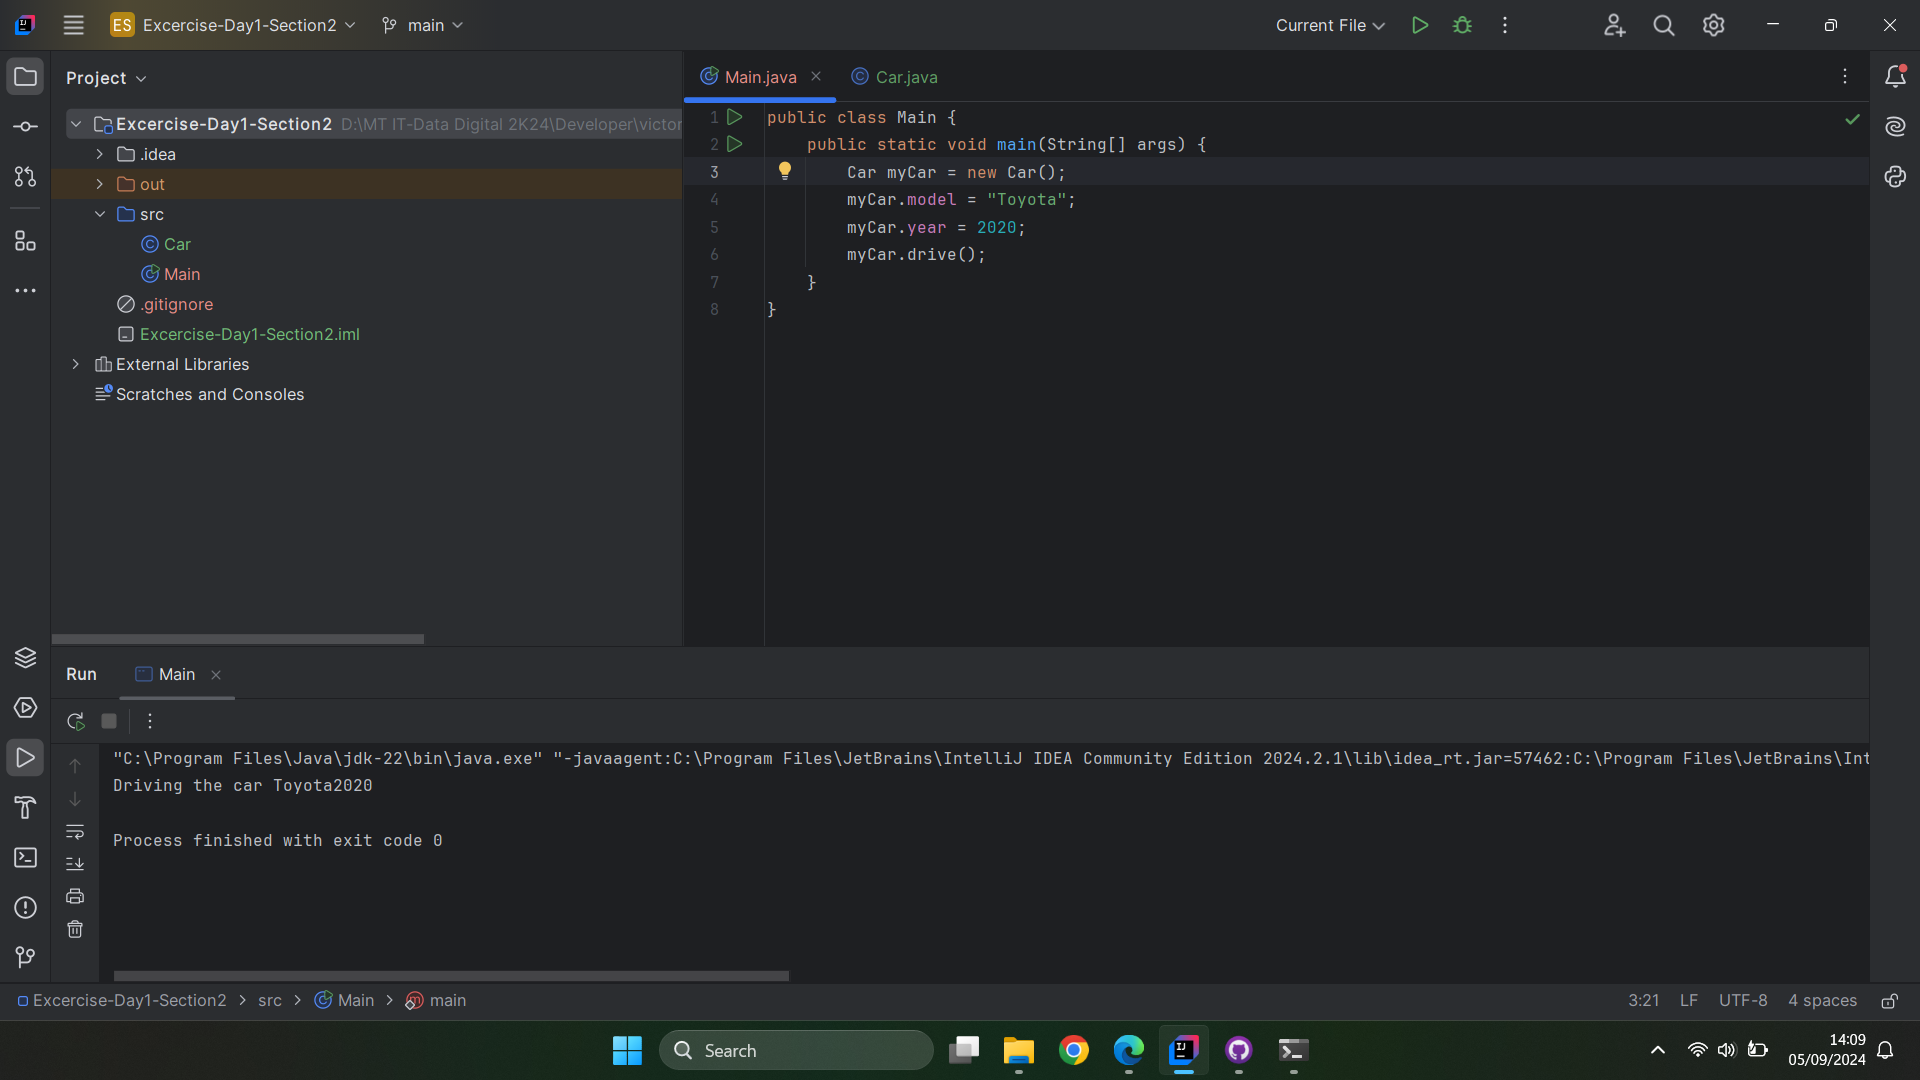 ES Excercise-Day1-Section2 main Current File
Project
Main.java Car.java
Excercise-Day1-Section2 D:\MT IT-Data Digital 2K24\Developer\victor
.idea
out
src
Car
Main
.gitignore
Excercise-Day1-Section2.iml
External Libraries
Scratches and Consoles
1 public class Main {
2 public static void main(String[] args) {
3 Car myCar = new Car();
4 myCar.model = "Toyota";
5 myCar.year = 2020;
6 myCar.drive();
7 }
8 }
Run Main
"C:\Program Files\Java\jdk-22\bin\java.exe" "-javaagent:C:\Program Files\JetBrains\IntelliJ IDEA Community Edition 2024.2.1\lib\idea_rt.jar=57462:C:\Program Files\JetBrains\Int
Driving the car Toyota2020
Process finished with exit code 0
Excercise-Day1-Section2 > src > Main > main 3:21 LF UTF-8 4 spaces
Search
14:09
05/09/2024